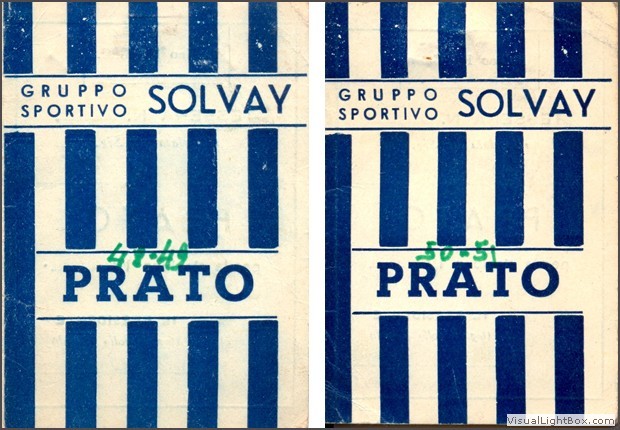 GRUPPO
SPORTIVO
SOLVAY
48-49
PRATO
GRUPPO
SPORTIVO
SOLVAY
50-51
PRATO
VisualLightBox.com